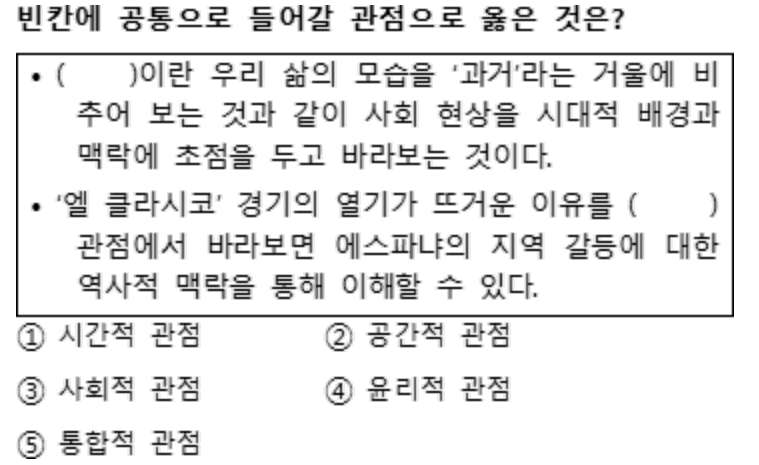 빈칸에 공통으로 들어갈 관점으로 옳은 것은?
• (    )이란 우리 삶의 모습을 '과거'라는 거울에 비
추어 보는 것과 같이 사회 현상을 시대적 배경과
맥락에 초점을 두고 바라보는 것이다.
• '엘 클라시코' 경기의 열기가 뜨거운 이유를 (    )
관점에서 바라보면 에스파냐의 지역 갈등에 대한
역사적 맥락을 통해 이해할 수 있다.
① 시간적 관점 ② 공간적 관점
③ 사회적 관점 ④ 윤리적 관점
⑤ 통합적 관점